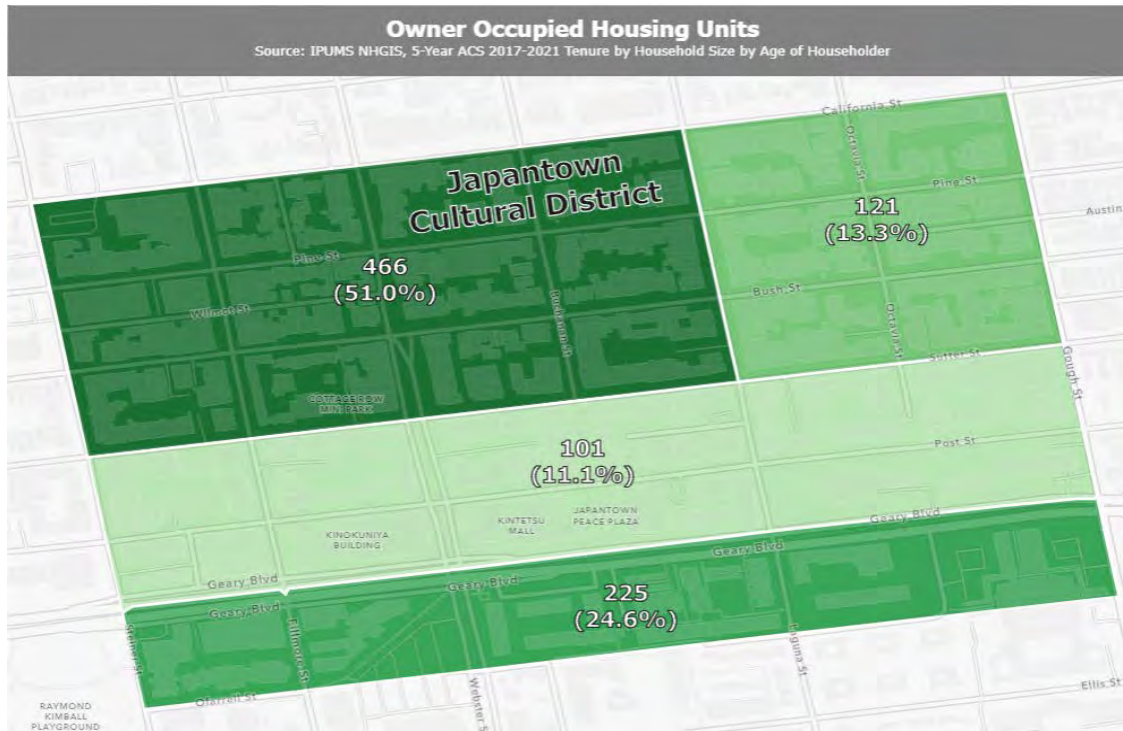 Owner Occupied Housing Units
Source: IPUMS NHGIS, 5-Year ACS 2017-2021 Tenure by Household Size by Age of Householder
California St
Octavia St
Japantown
Cultural District
Pine St
121
(13.3%)
Austin
Pine St
466
(51.0%)
Bush St
Wilmot St
Buchanan St
Octavia St
Sutter St
Gough St
COTTAGE ROW
MINI PARK
101
(11.1%)
Post St
KINOKUNIYA
BUILDING
KINTETSU
MALL
JAPANTOWN
PEACE PLAZA
Geary Blvd
Geary Blvd
Geary Blvd
Geary Blvd
Geary Blvd
225
(24.6%)
Steiner St
Fillmore St
Laguna St
Webster S
Ofarrell St
Ellis St
RAYMOND
KIMBALL
PLAYGROUND